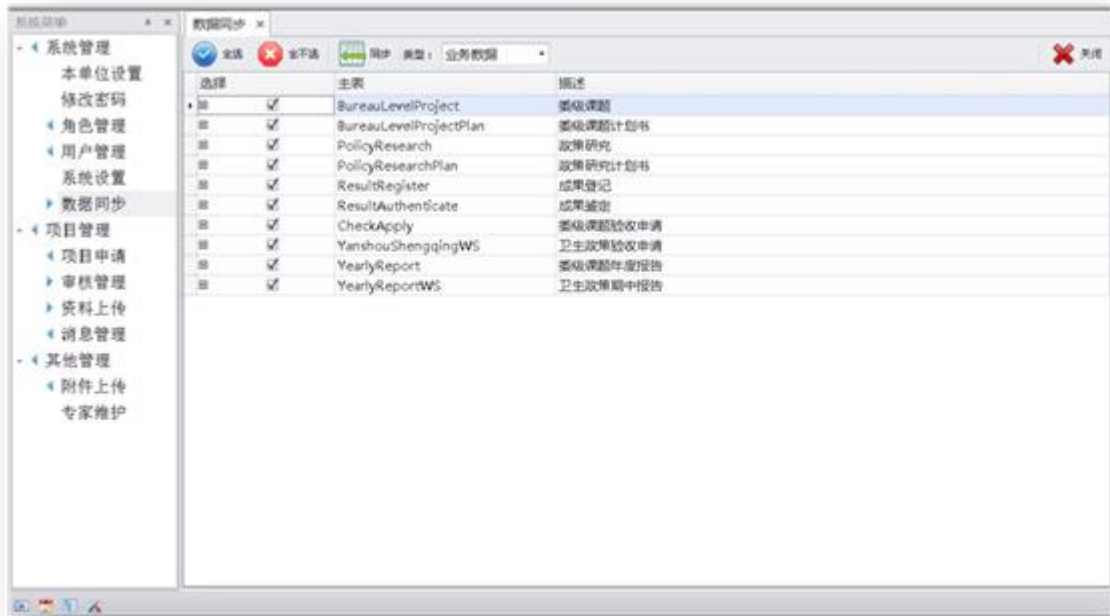 系统菜单
数据同步
系统管理
本单位设置
修改密码
角色管理
用户管理
系统设置
数据同步
项目管理
项目申请
审核管理
资料上传
消息管理
其他管理
附件上传
专家维护
全选 全不选 同步 类型： 业务数据 关闭
选择 主表 描述
BureauLevelProject 委级课题
BureauLevelProjectPlan 委级课题计划书
PolicyResearch 政策研究
PolicyResearchPlan 政策研究计划书
ResultRegister 成果登记
ResultAuthenticate 成果鉴定
CheckApply 委级课题验收申请
YanshouShengqingWS 卫生政策验收申请
YearlyReport 委级课题年度报告
YearlyReportWS 卫生政策期中报告